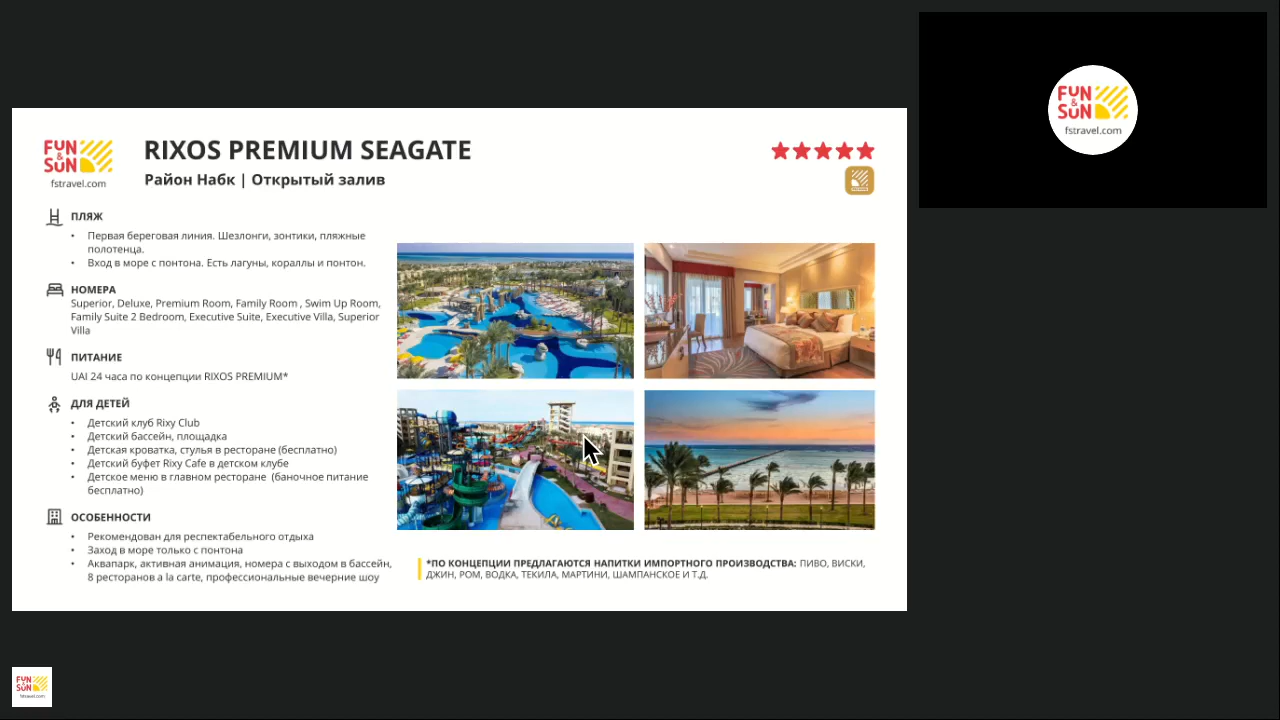 FUN
&
SUN
fstravel.com
RIXOS PREMIUM SEAGATE
Район Набк | Открытый залив
ПЛЯЖ
• Первая береговая линия. Шезлонги, зонтики, пляжные
полотенца.
• Вход в море с понтона. Есть лагуны, кораллы и понтон.
НОМЕРА
Superior, Deluxe, Premium Room, Family Room , Swim Up Room,
Family Suite 2 Bedroom, Executive Suite, Executive Villa, Superior
Villa
ПИТАНИЕ
UAI 24 часа по концепции RIXOS PREMIUM*
ДЛЯ ДЕТЕЙ
• Детский клуб Rixy Club
• Детский бассейн, площадка
• Детская кроватка, стулья в ресторане (бесплатно)
• Детский буфет Rixy Cafe в детском клубе
• Детское меню в главном ресторане (баночное питание
бесплатно)
ОСОБЕННОСТИ
• Рекомендован для респектабельного отдыха
• Заход в море только с понтона
• Аквапарк, активная анимация, номера с выходом в бассейн,
8 ресторанов a la carte, профессиональные вечерние шоу
*ПО КОНЦЕПЦИИ ПРЕДЛАГАЮТСЯ НАПИТКИ ИМПОРТНОГО ПРОИЗВОДСТВА: ПИВО, ВИСКИ,
ДЖИН, РОМ, ВОДКА, ТЕКИЛА, МАРТИНИ, ШАМПАНСКОЕ И Т.Д.
FUN
&
SUN
fstravel.com
FUN
&
SUN
fstravel.com